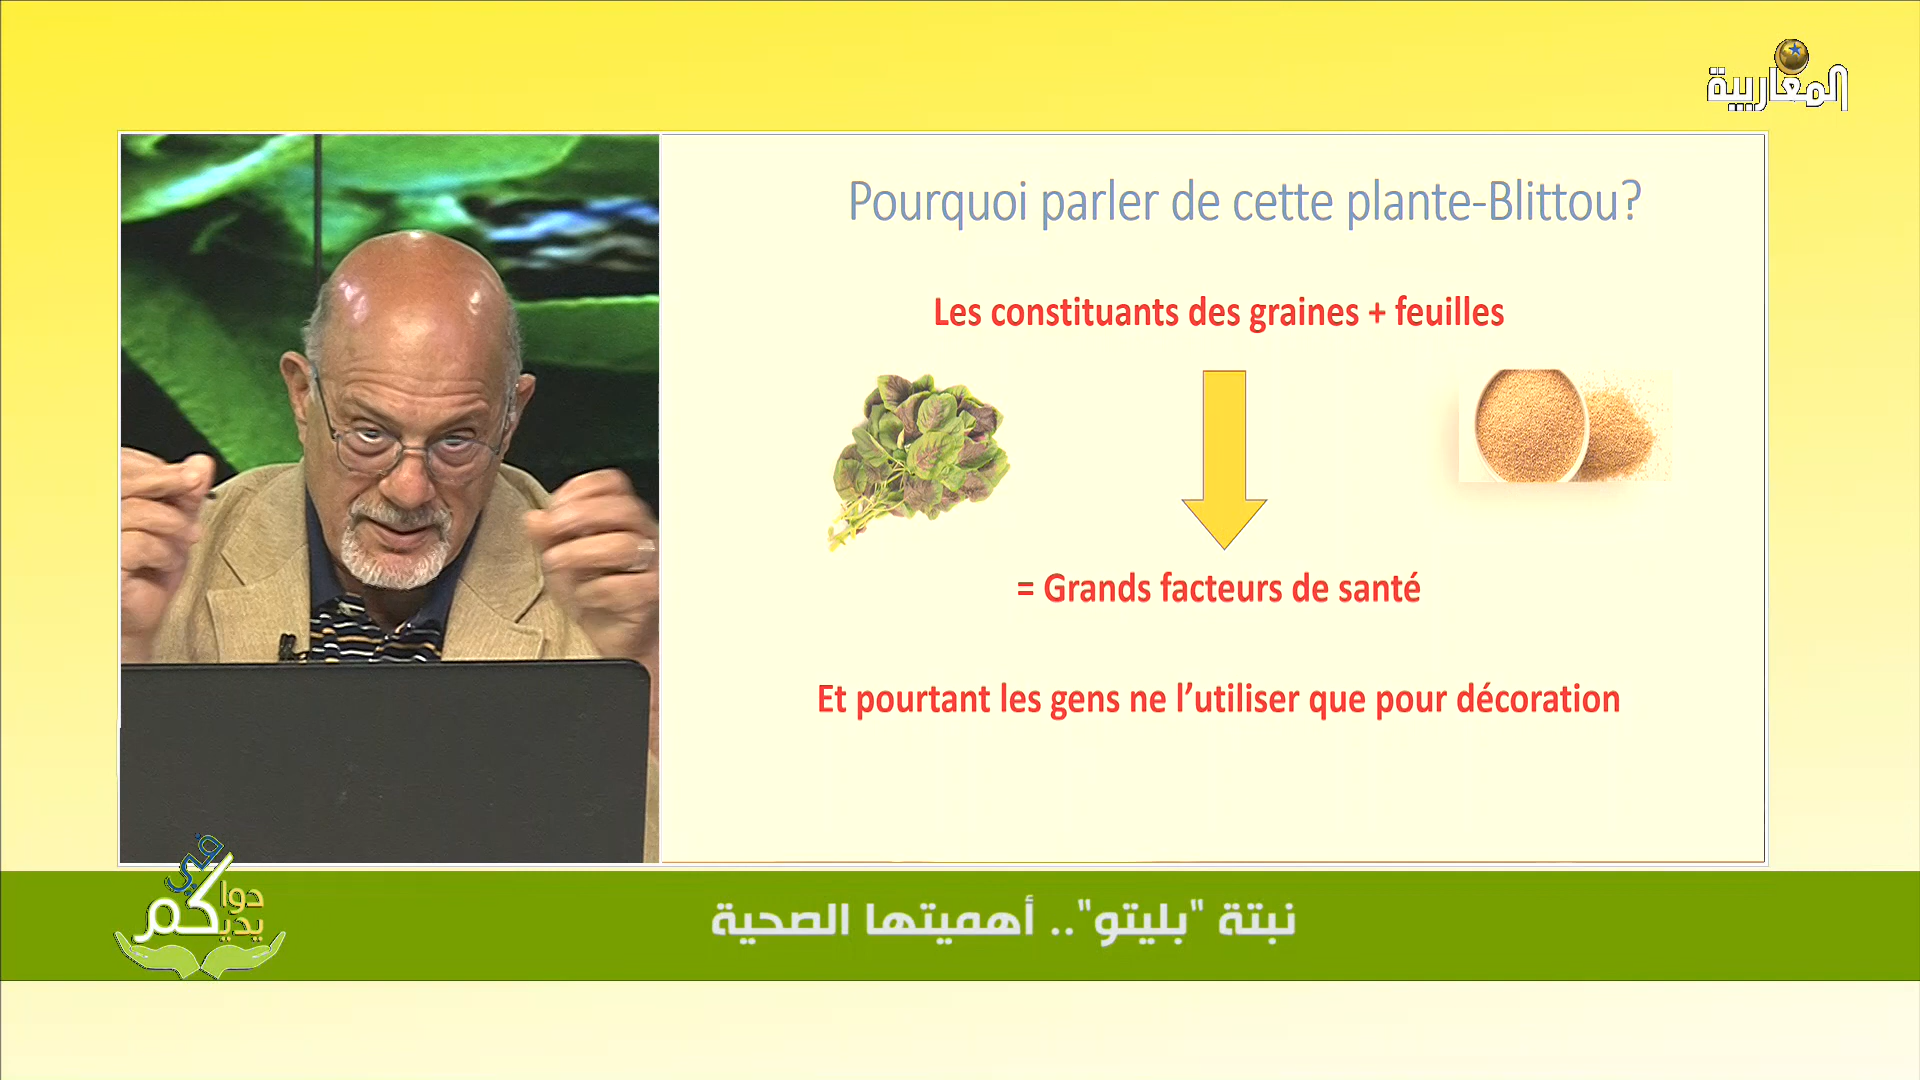 المغاربية
Pourquoi parler de cette plante-Blittou?
Les constituants des graines + feuilles
= Grands facteurs de santé
Et pourtant les gens ne l’utiliser que pour décoration
في
دوا
يديكم
نبتة "بليتو".. أهميتها الصحية